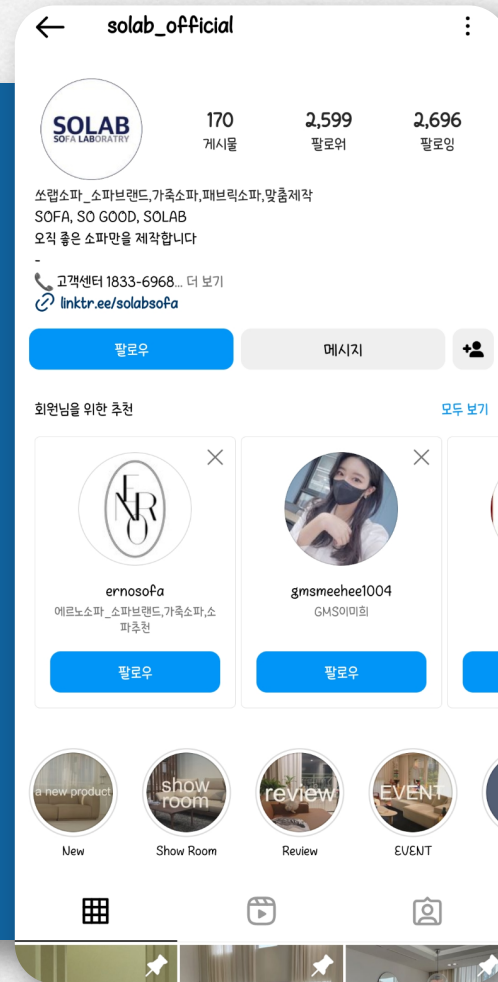 solab_official
SOLAB
SOFA LABORATRY
170
게시물
2,599
팔로워
2,696
팔로잉
쏘랩소파_소파브랜드,가죽소파,패브릭소파,맞춤제작
SOFA, SO GOOD, SOLAB
오직 좋은 소파만을 제작합니다
-
고객센터 1833-6968... 더 보기
linktr.ee/solabsofa
팔로우
메시지
회원님을 위한 추천
모두 보기
ERNO
ernosofa
에르노소파_소파브랜드,가죽소파,소
파추천
팔로우
gmsmeehee1004
GMS이미희
팔로우
a new product
show
room
review
EVENT
New
Show Room
Review
EVENT